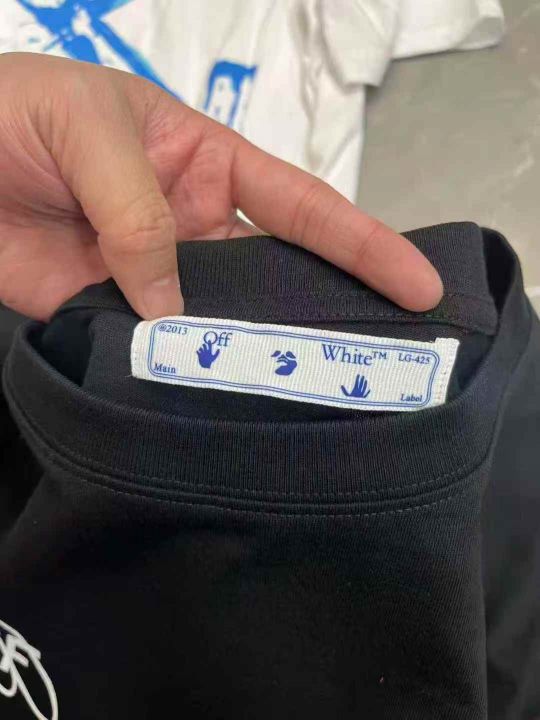 ©2013 Off White™ LG-425
Main Label